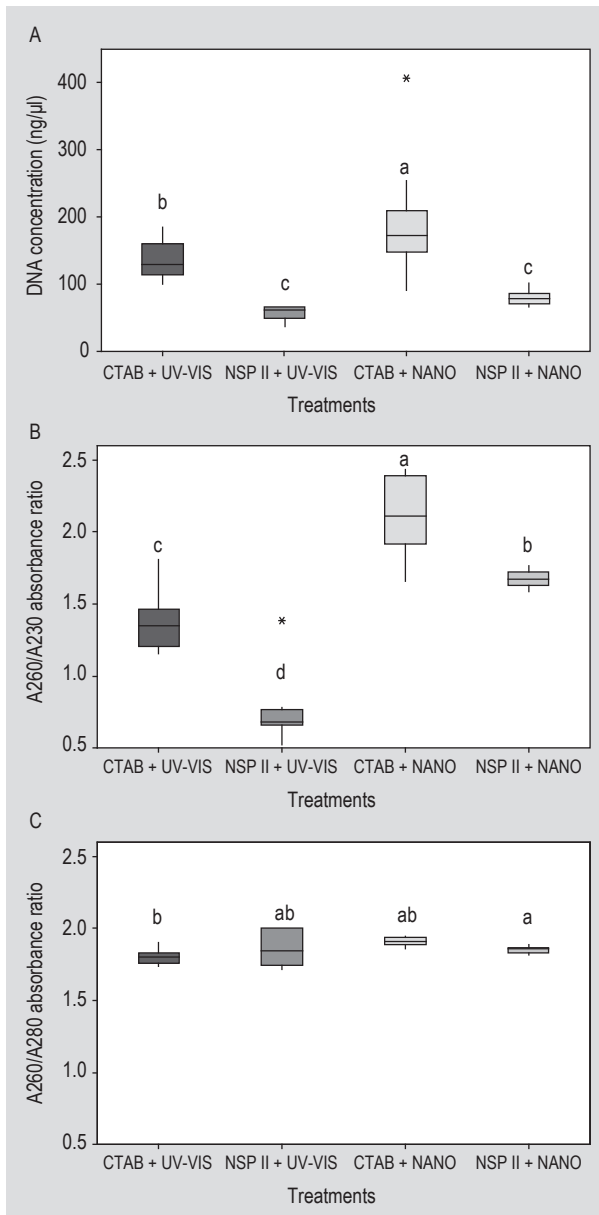 A
DNA concentration (ng/µl)
400
300
200
100
0
*
b
c
a
c
CTAB + UV-VIS NSP II + UV-VIS CTAB + NANO NSP II + NANO
Treatments
B
A260/A230 absorbance ratio
2.5
2.0
1.5
1.0
0.5
a
c
b
*
d
CTAB + UV-VIS NSP II + UV-VIS CTAB + NANO NSP II + NANO
Treatments
C
A260/A280 absorbance ratio
2.5
2.0
1.5
1.0
0.5
b
ab
ab
a
CTAB + UV-VIS NSP II + UV-VIS CTAB + NANO NSP II + NANO
Treatments